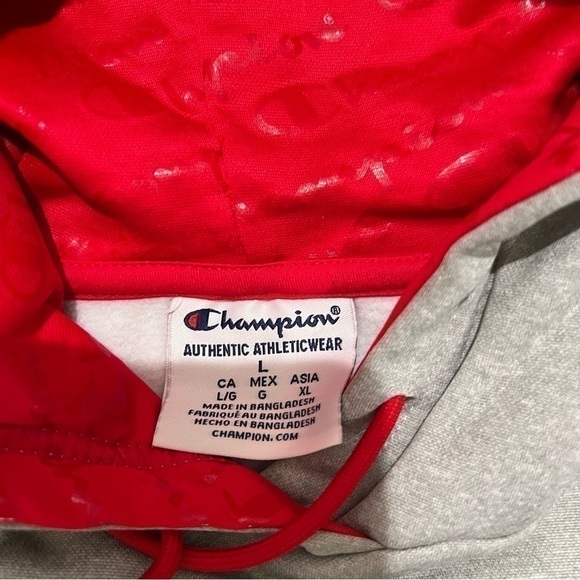 Champion®
AUTHENTIC ATHLETICWEAR
L
CA MEX ASIA
L/G G XL
MADE IN BANGLADESH
FABRIQUÉ AU BANGLADESH
HECHO EN BANGLADESH
CHAMPION.COM